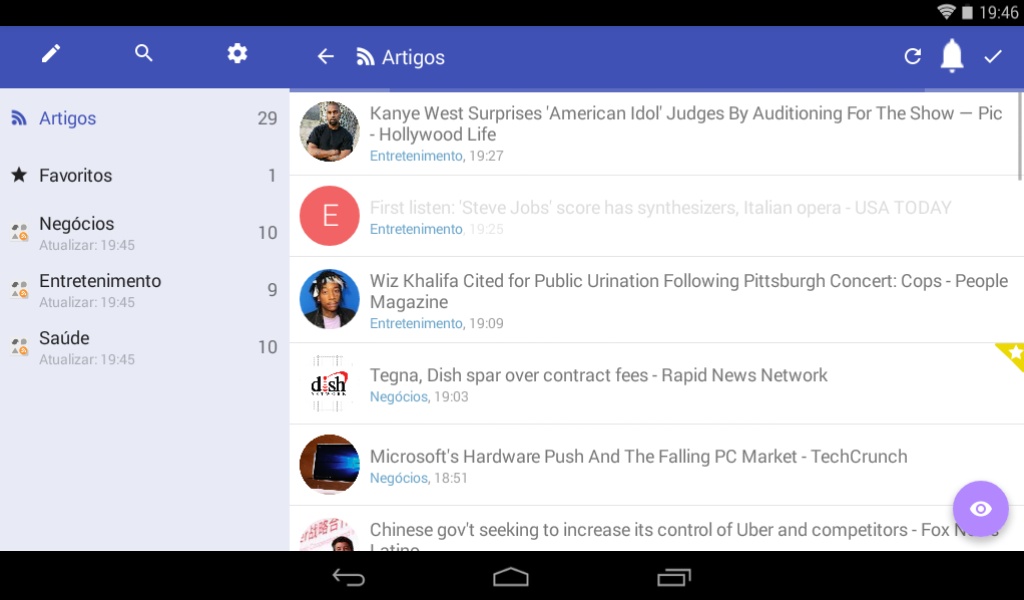 19:46
Artigos
Artigos 29
Favoritos 1
Negócios 10
Atualizar: 19:45
Entretenimento 9
Atualizar: 19:45
Saúde 10
Atualizar: 19:45
Kanye West Surprises 'American Idol' Judges By Auditioning For The Show — Pic
- Hollywood Life
Entretenimento, 19:27
E
First listen: 'Steve Jobs' score has synthesizers, Italian opera - USA TODAY
Entretenimento, 19:25
Wiz Khalifa Cited for Public Urination Following Pittsburgh Concert: Cops - People
Magazine
Entretenimento, 19:09
dish
NETWORK
Tegna, Dish spar over contract fees - Rapid News Network
Negócios, 19:03
Microsoft's Hardware Push And The Falling PC Market - TechCrunch
Negócios, 18:51
Chinese gov't seeking to increase its control of Uber and competitors - Fox News
Latino